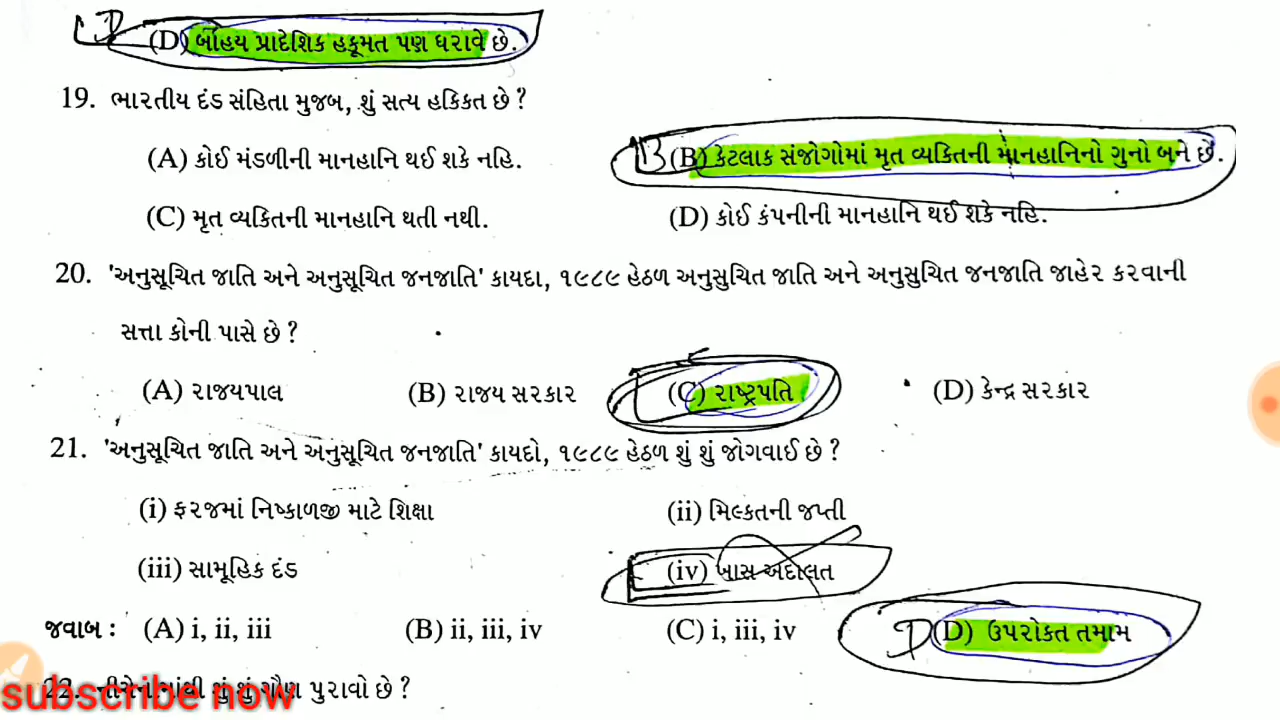 D (D) બાહય પ્રાદેશિક હકૂમત પણ ધરાવે છે.
19. ભારતીય દંડ સંહિતા મુજબ, શું સત્ય હકિકત છે ?
(A) કોઈ મંડળીની માનહાનિ થઈ શકે નહિ. B (B) કેટલાક સંજોગોમાં મૃત વ્યકિતની માનહાનિનો ગુનો બને છે.
(C) મૃત વ્યકિતની માનહાનિ થતી નથી. (D) કોઈ કંપનીની માનહાનિ થઈ શકે નહિ.
20. 'અનુસૂચિત જાતિ અને અનુસૂચિત જનજાતિ' કાયદા, ૧૯૮૯ હેઠળ અનુસુચિત જાતિ અને અનુસુચિત જનજાતિ જાહેર કરવાની
સત્તા કોની પાસે છે ?
(A) રાજયપાલ (B) રાજય સરકાર (C) રાષ્ટ્રપતિ (D) કેન્દ્ર સરકાર
21. 'અનુસૂચિત જાતિ અને અનુસૂચિત જનજાતિ' કાયદો, ૧૯૮૯ હેઠળ શું શું જોગવાઈ છે ?
(i) ફરજમાં નિષ્કાળજી માટે શિક્ષા (ii) મિલ્કતની જપ્તી
(iii) સામૂહિક દંડ (iv) ખાસ અદાલત
જવાબ : (A) i, ii, iii (B) ii, iii, iv (C) i, iii, iv D (D) ઉપરોકત તમામ
22. શું શું ગૌણ પુરાવો છે ?
subscribe now